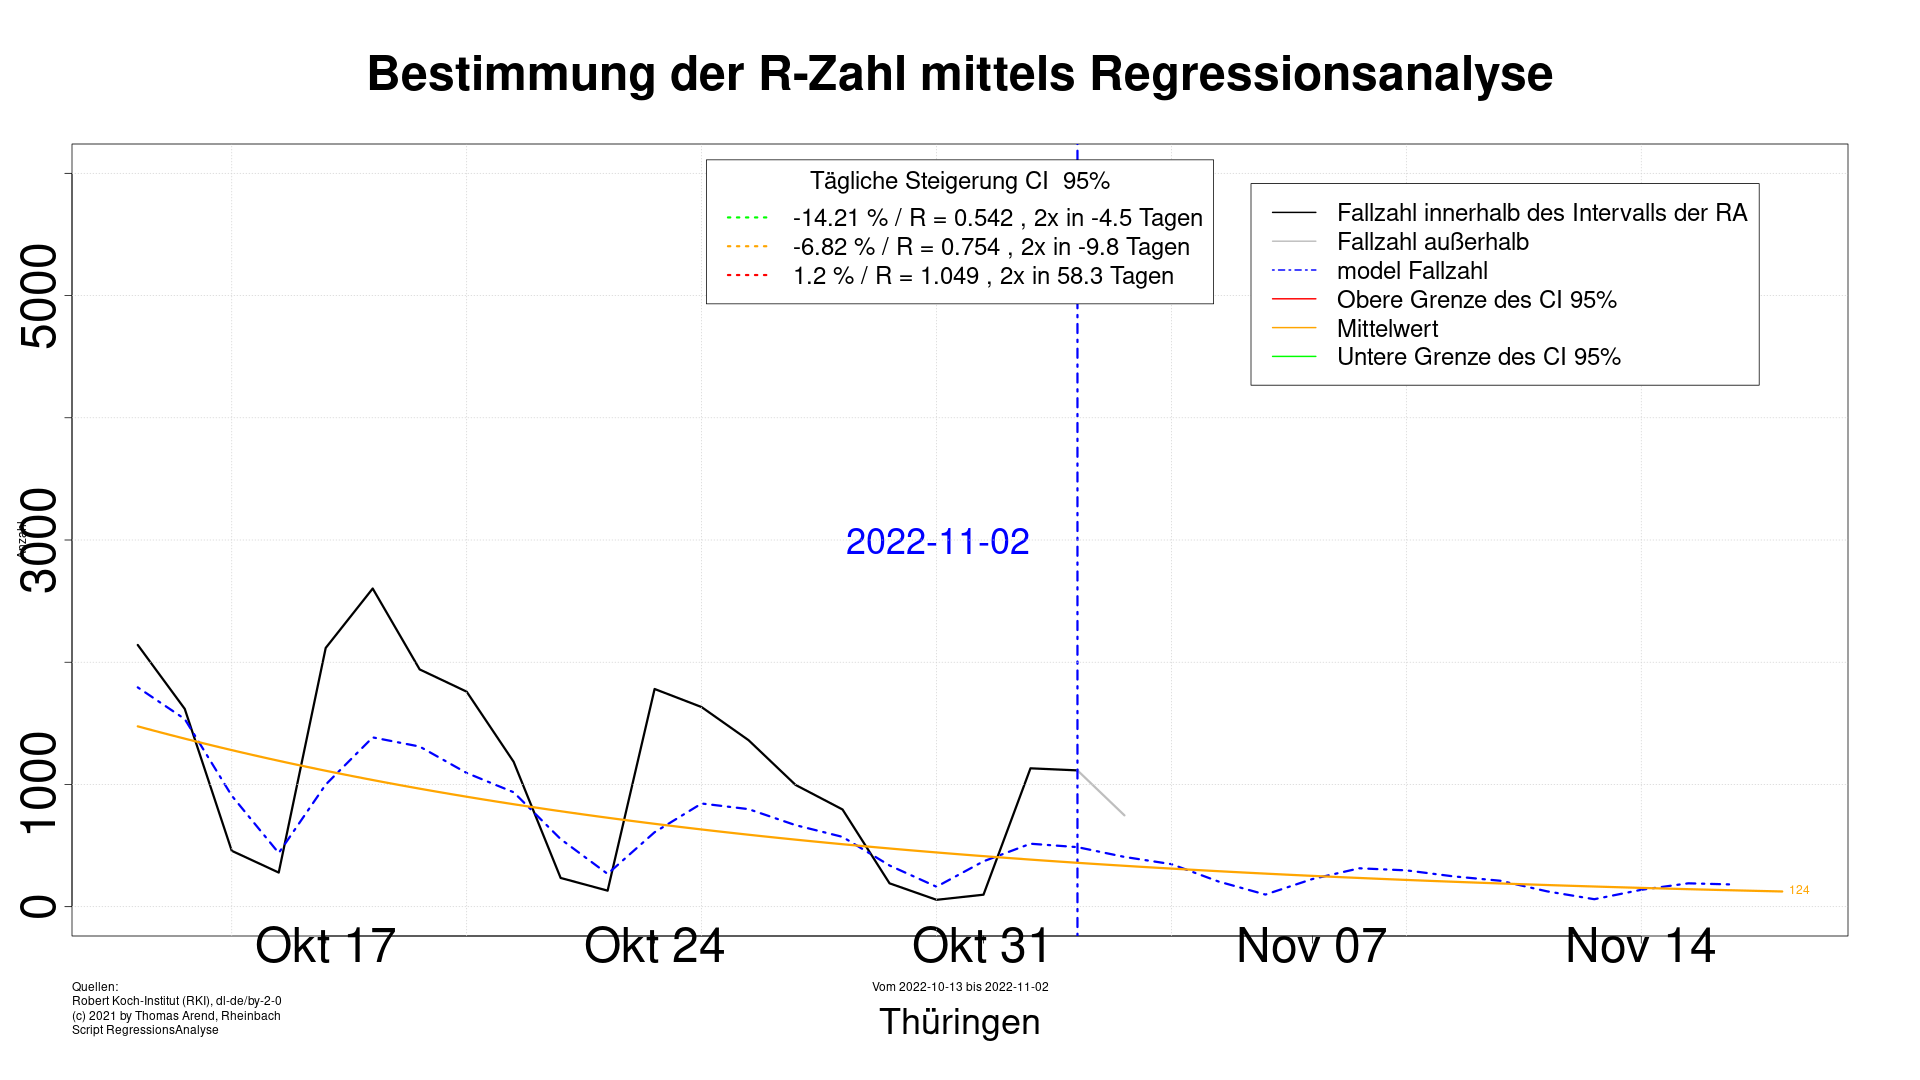 Bestimmung der R-Zahl mittels Regressionsanalyse
Tägliche Steigerung CI 95%
-14.21 % / R = 0.542 , 2x in -4.5 Tagen
-6.82 % / R = 0.754 , 2x in -9.8 Tagen
1.2 % / R = 1.049 , 2x in 58.3 Tagen
Fallzahl innerhalb des Intervalls der RA
Fallzahl außerhalb
model Fallzahl
Obere Grenze des CI 95%
Mittelwert
Untere Grenze des CI 95%
5000
3000
1000
0
Anzahl
2022-11-02
124
Okt 17
Okt 24
Okt 31
Nov 07
Nov 14
Quellen:
Robert Koch-Institut (RKI), dl-de/by-2-0
(c) 2021 by Thomas Arend, Rheinbach
Script RegressionsAnalyse
Vom 2022-10-13 bis 2022-11-02
Thüringen